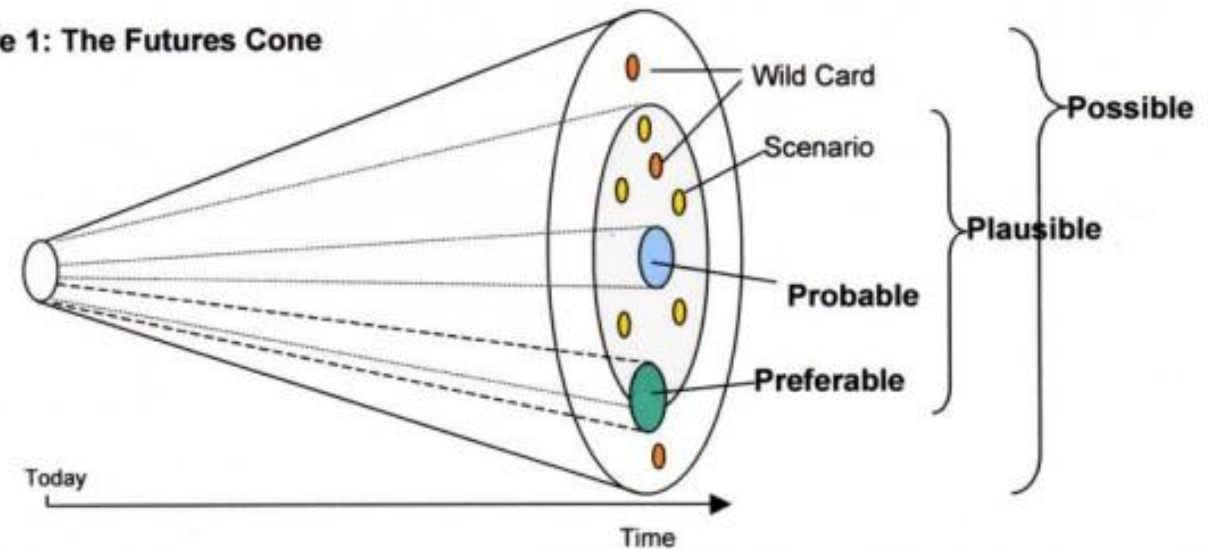 e 1: The Futures Cone
Wild Card
Possible
Scenario
Plausible
Probable
Preferable
Today
Time